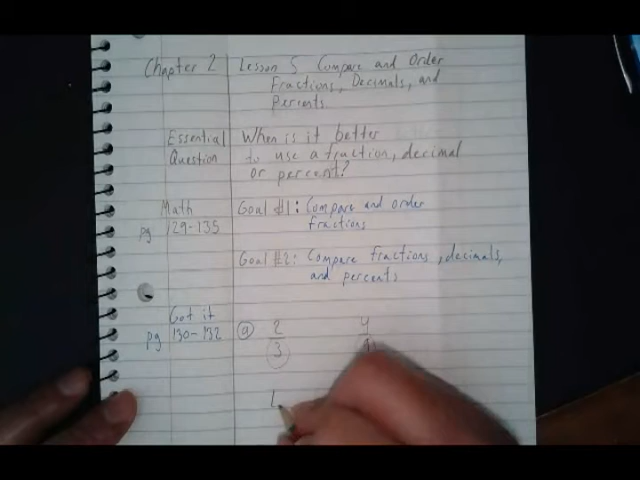 Chapter 2 Lesson 5 Compare and Order
Fractions, Decimals, and
Percents
Essential When is it better
Question to use a fraction, decimal
or percent?
Math Goal #1: Compare and order
pg 129-135 fractions
Goal #2: Compare fractions, decimals,
and percents
Got it
pg 130-132 (a) 2 4
3
L